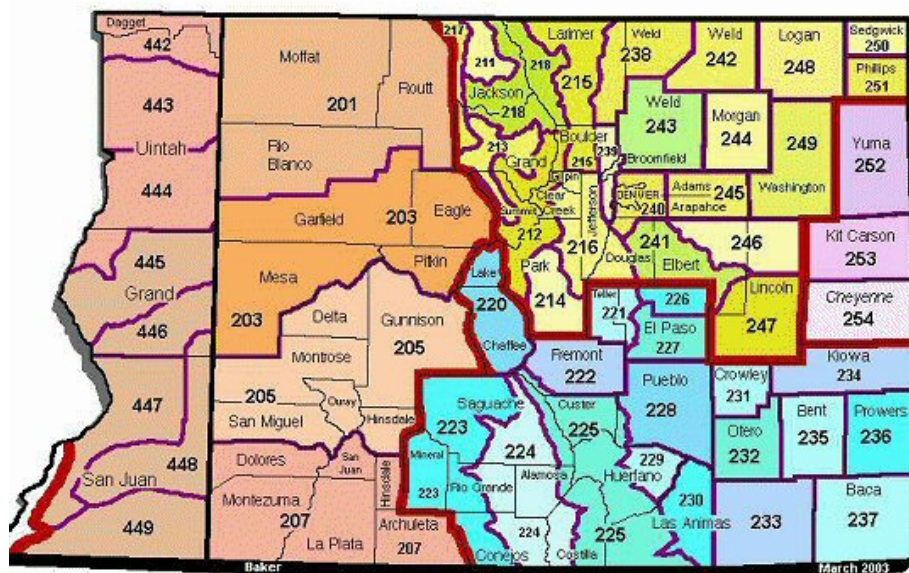 Dagget
442
443
Uintah
444
445
Grand
446
447
448
San Juan
449
Moffat
201
Routt
Rio
Blanco
Garfield
203
Eagle
Mesa
203
Pitkin
Delta
Gunnison
205
Montrose
205
Ouray
San Miguel
Hinsdale
Dolores
San
Juan
Hinsdale
Montezuma
207
La Plata
Archuleta
207
217
211
218
Larimer
215
Jackson
218
Weld
238
Weld
242
Logan
248
Sedgwick
250
Phillips
251
Weld
243
Broomfield
Morgan
244
249
Washington
Yuma
252
213
Grand
Boulder
215
239
Gilpin
Clear
Creek
Summit
212
Jefferson
216
DENVER
240
Adams
245
Arapahoe
Park
214
Douglas
241
Elbert
246
Lincoln
247
Kit Carson
253
Cheyenne
254
Lake
220
Chaffee
Teller
221
226
El Paso
227
Fremont
222
Kiowa
234
Crowley
231
Pueblo
228
Otero
232
Bent
235
Prowers
236
Saguache
223
Custer
225
224
Mineral
223
Rio Grande
Alamosa
229
Huerfano
230
224
Conejos
Costilla
225
Las Animas
233
Baca
237
Baker
March 2003